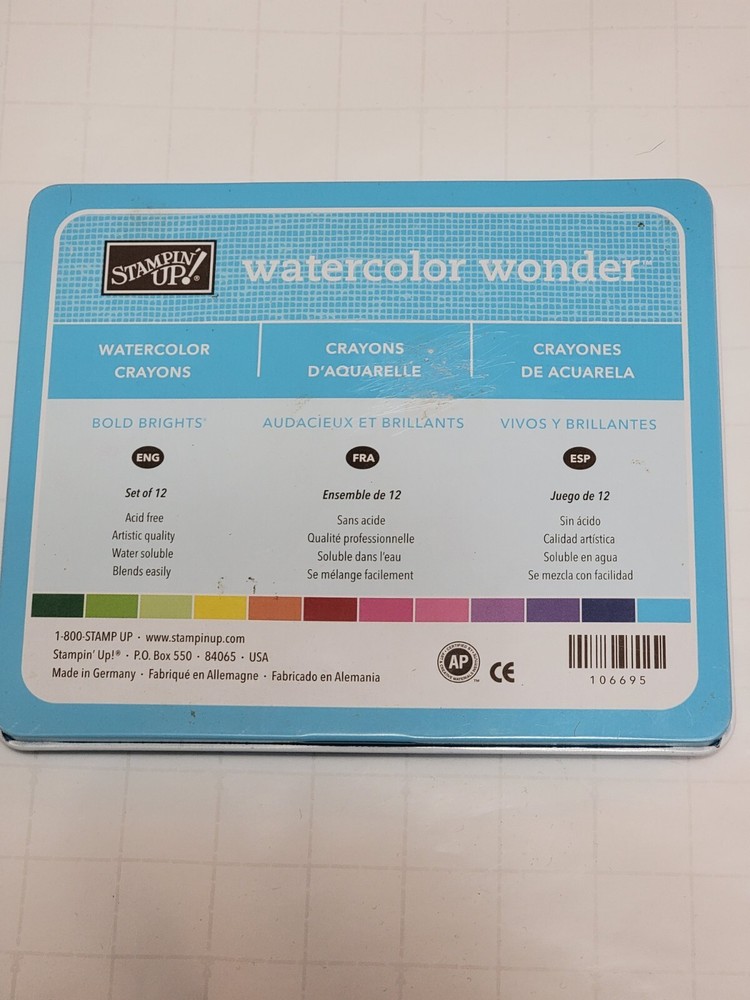 STAMPIN' UP!®
watercolor wonder™
WATERCOLOR
CRAYONS
CRAYONS
D'AQUARELLE
CRAYONES
DE ACUARELA
BOLD BRIGHTS
ENG
Set of 12
Acid free
Artistic quality
Water soluble
Blends easily
AUDACIEUX ET BRILLANTS
FRA
Ensemble de 12
Sans acide
Qualité professionnelle
Soluble dans l'eau
Se mélange facilement
VIVOS Y BRILLANTES
ESP
Juego de 12
Sin ácido
Calidad artística
Soluble en agua
Se mezcla con facilidad
1-800-STAMP UP · www.stampinup.com
Stampin' Up!® · P.O. Box 550 · 84065 · USA
Made in Germany · Fabriqué en Allemagne · Fabricado en Alemania
AP
™
CE
106695